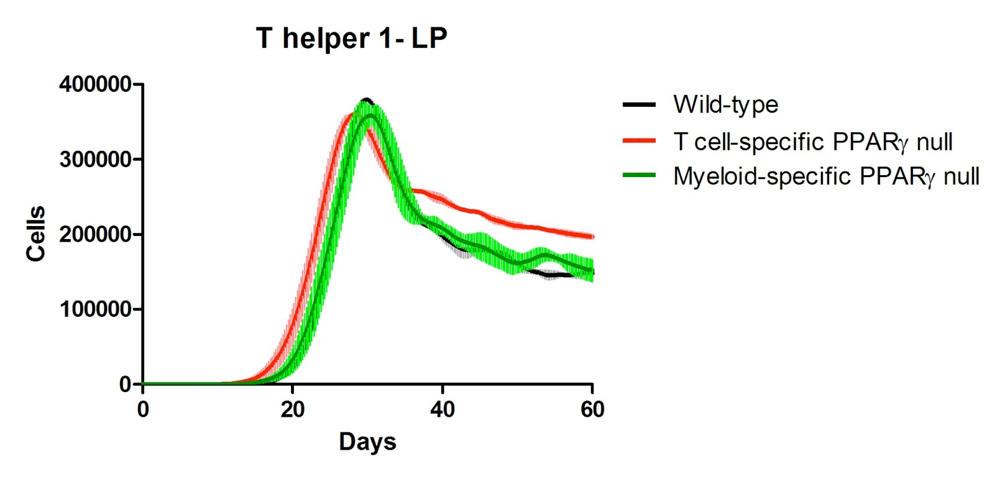 T helper 1- LP
400000
300000
200000
100000
0
Cells
0 20 40 60
Days
Wild-type
T cell-specific PPARγ null
Myeloid-specific PPARγ null